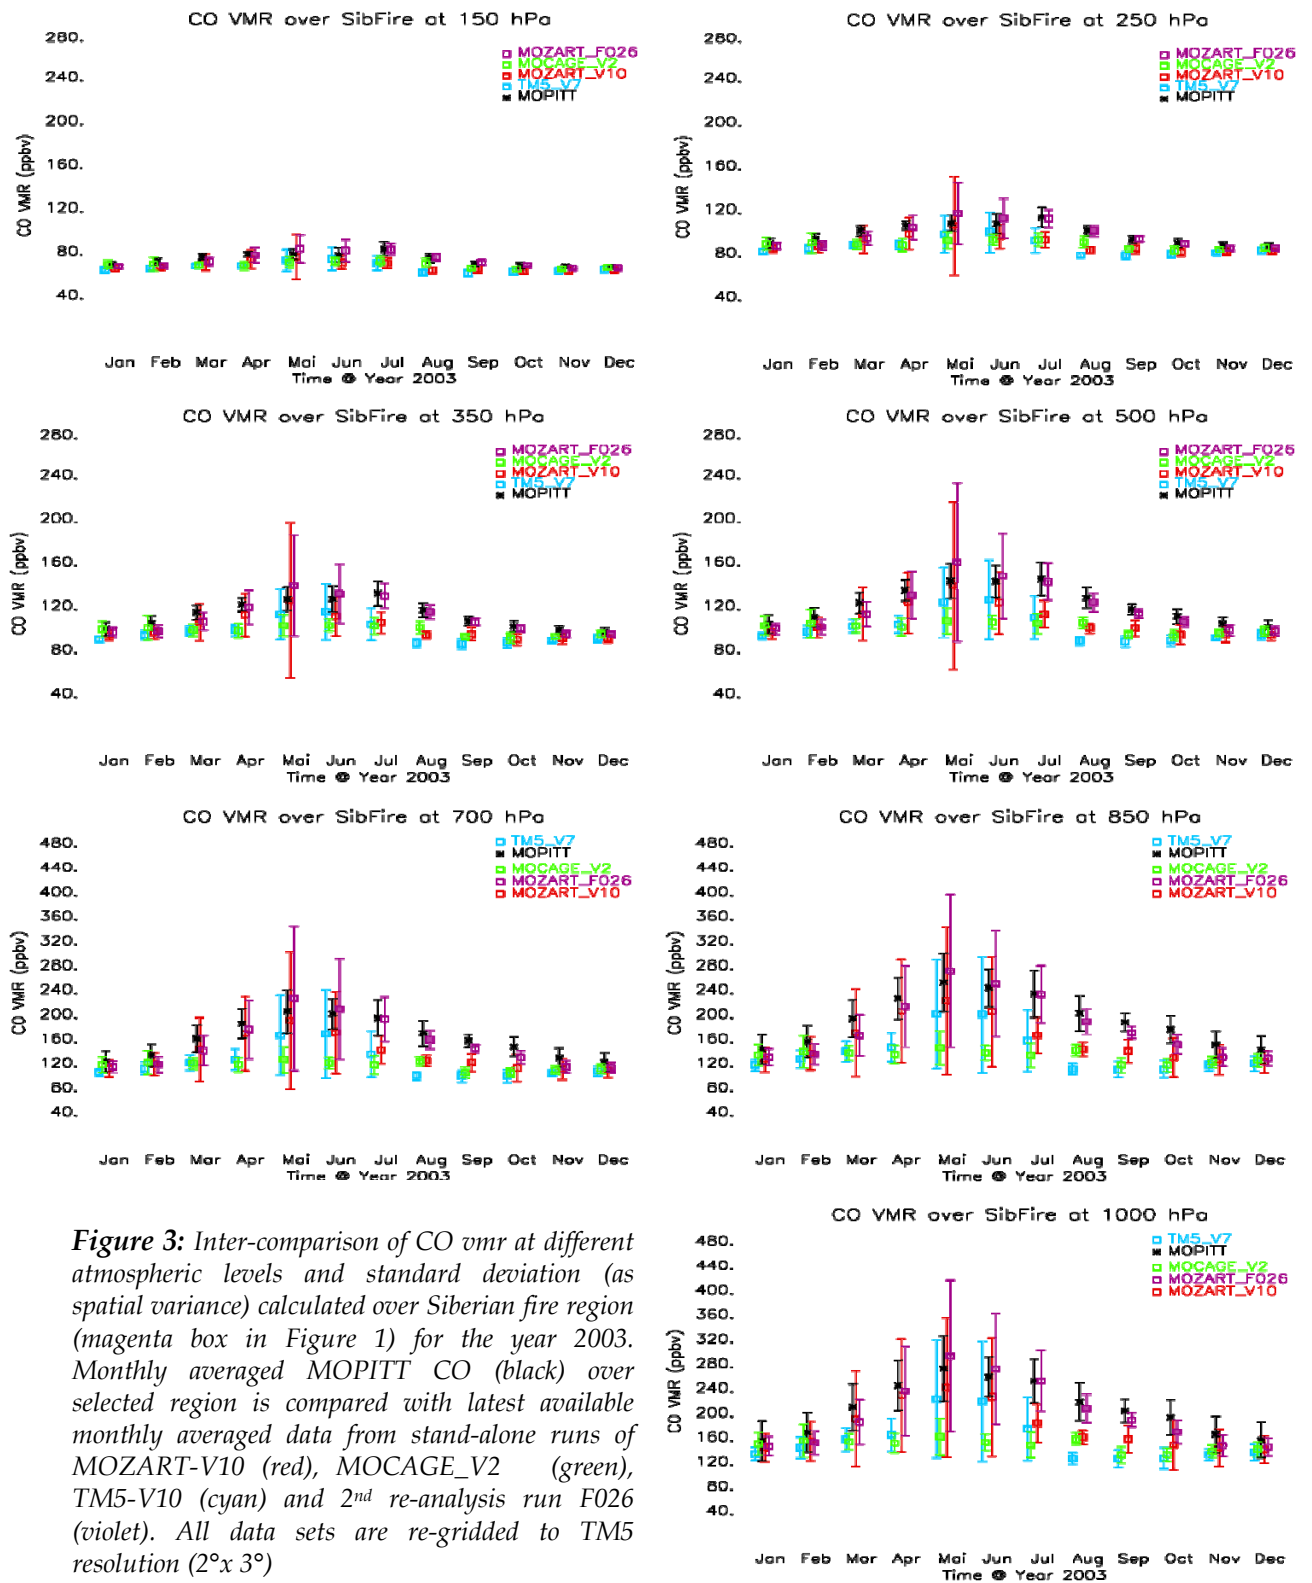 CO VMR over SibFire at 150 hPa
280.
240.
200.
160.
120.
80.
40.
CO VMR (ppbv)
MOZART_F026
MOCAGE_V2
MOZART_V10
TM5_V7
MOPITT
Jan Feb Mar Apr Mai Jun Jul Aug Sep Oct Nov Dec
Time @ Year 2003
CO VMR over SibFire at 250 hPa
280.
240.
200.
160.
120.
80.
40.
CO VMR (ppbv)
MOZART_F026
MOCAGE_V2
MOZART_V10
TM5_V7
MOPITT
Jan Feb Mar Apr Mai Jun Jul Aug Sep Oct Nov Dec
Time @ Year 2003
CO VMR over SibFire at 350 hPa
280.
240.
200.
160.
120.
80.
40.
CO VMR (ppbv)
MOZART_F026
MOCAGE_V2
MOZART_V10
TM5_V7
MOPITT
Jan Feb Mar Apr Mai Jun Jul Aug Sep Oct Nov Dec
Time @ Year 2003
CO VMR over SibFire at 500 hPa
280.
240.
200.
160.
120.
80.
40.
CO VMR (ppbv)
MOZART_F026
MOCAGE_V2
MOZART_V10
TM5_V7
MOPITT
Jan Feb Mar Apr Mai Jun Jul Aug Sep Oct Nov Dec
Time @ Year 2003
CO VMR over SibFire at 700 hPa
480.
440.
400.
360.
320.
280.
240.
200.
160.
120.
80.
40.
CO VMR (ppbv)
TM5_V7
MOPITT
MOCAGE_V2
MOZART_F026
MOZART_V10
Jan Feb Mar Apr Mai Jun Jul Aug Sep Oct Nov Dec
Time @ Year 2003
CO VMR over SibFire at 850 hPa
480.
440.
400.
360.
320.
280.
240.
200.
160.
120.
80.
40.
CO VMR (ppbv)
TM5_V7
MOPITT
MOCAGE_V2
MOZART_F026
MOZART_V10
Jan Feb Mar Apr Mai Jun Jul Aug Sep Oct Nov Dec
Time @ Year 2003
Figure 3: Inter-comparison of CO vmr at different
atmospheric levels and standard deviation (as
spatial variance) calculated over Siberian fire region
(magenta box in Figure 1) for the year 2003.
Monthly averaged MOPITT CO (black) over
selected region is compared with latest available
monthly averaged data from stand-alone runs of
MOZART-V10 (red), MOCAGE_V2 (green),
TM5-V10 (cyan) and 2nd re-analysis run F026
(violet). All data sets are re-gridded to TM5
resolution (2°x 3°)
CO VMR over SibFire at 1000 hPa
480.
440.
400.
360.
320.
280.
240.
200.
160.
120.
80.
40.
CO VMR (ppbv)
TM5_V7
MOPITT
MOCAGE_V2
MOZART_F026
MOZART_V10
Jan Feb Mar Apr Mai Jun Jul Aug Sep Oct Nov Dec
Time @ Year 2003